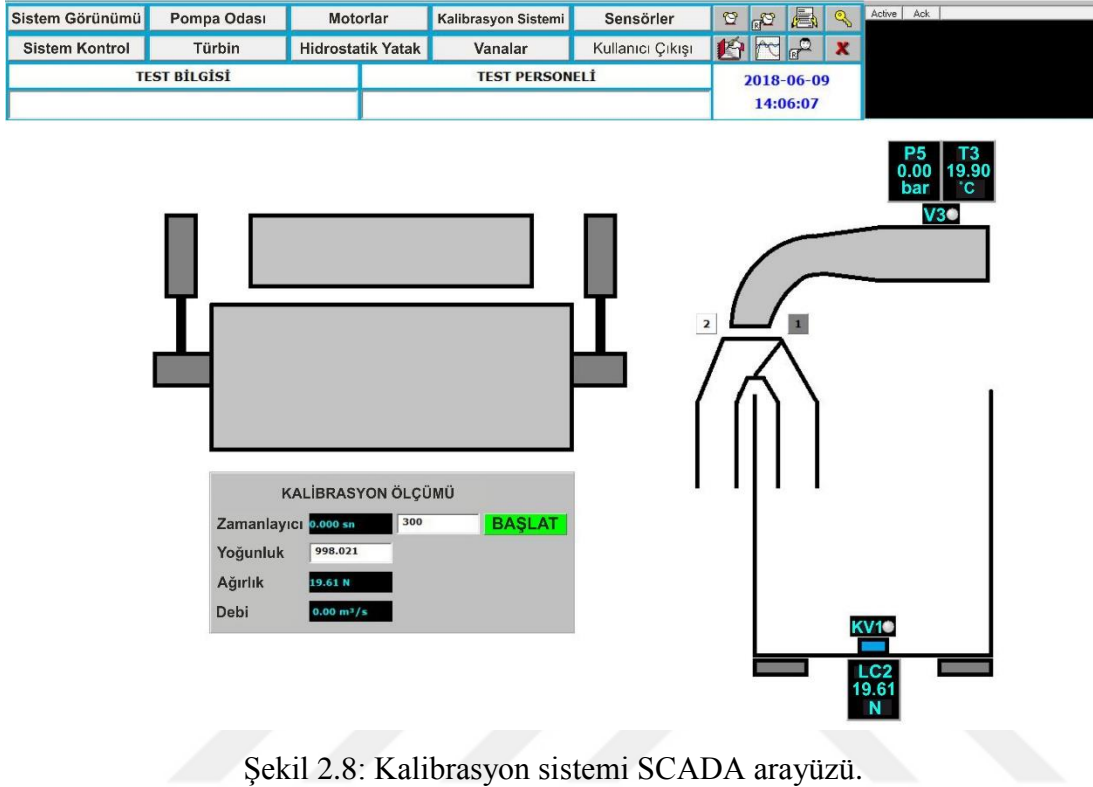 Sistem Görünümü Pompa Odası Motorlar Kalibrasyon Sistemi Sensörler Active Ack
Sistem Kontrol Türbin Hidrostatik Yatak Vanalar Kullanıcı Çıkışı
TEST BİLGİSİ TEST PERSONELİ 2018-06-09
14:06:07
P5 T3
0.00 19.90
bar °C
V3
2 1
KALİBRASYON ÖLÇÜMÜ
Zamanlayıcı 0.000 sn 300 BAŞLAT
Yoğunluk 998.021
Ağırlık 19.61 N
Debi 0.00 m³/s
KV1
LC2
19.61
N
Şekil 2.8: Kalibrasyon sistemi SCADA arayüzü.